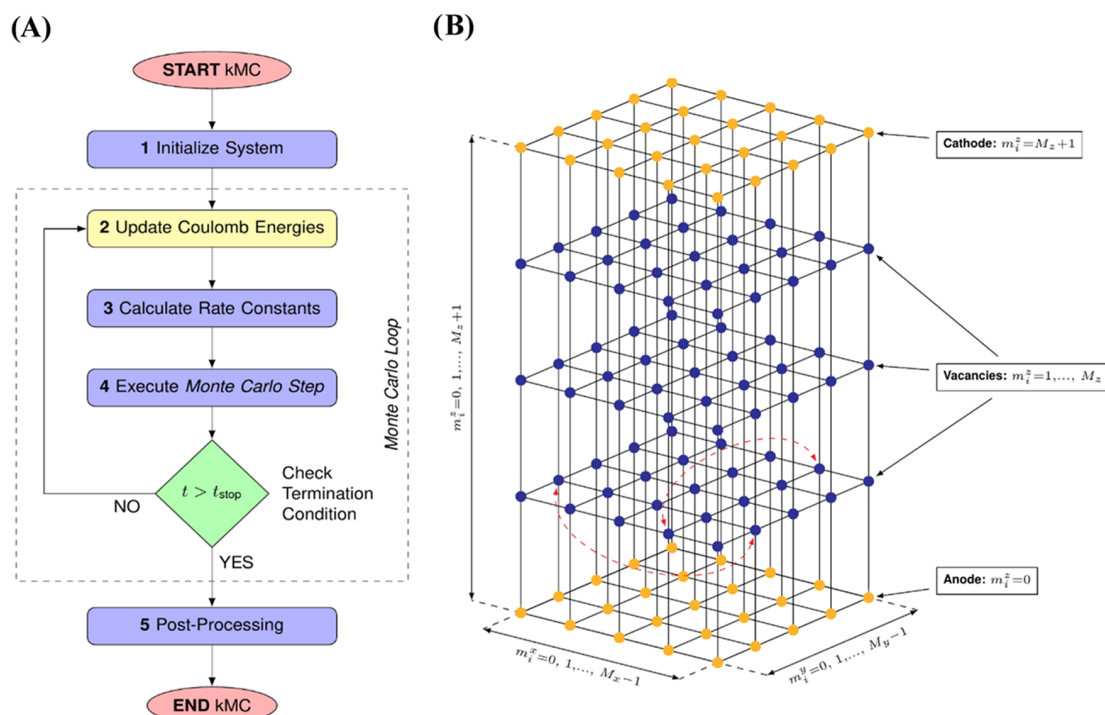 (A)
START kMC
1 Initialize System
2 Update Coulomb Energies
3 Calculate Rate Constants
4 Execute Monte Carlo Step
Monte Carlo Loop
t > t_stop
Check
Termination
Condition
NO
YES
5 Post-Processing
END kMC
(B)
Cathode: m_i^z=M_z+1
m_i^z=0, 1,..., M_z+1
Vacancies: m_i^z=1,..., M_z
Anode: m_i^z=0
m_i^x=0, 1,..., M_x−1
m_i^y=0, 1,..., M_y−1